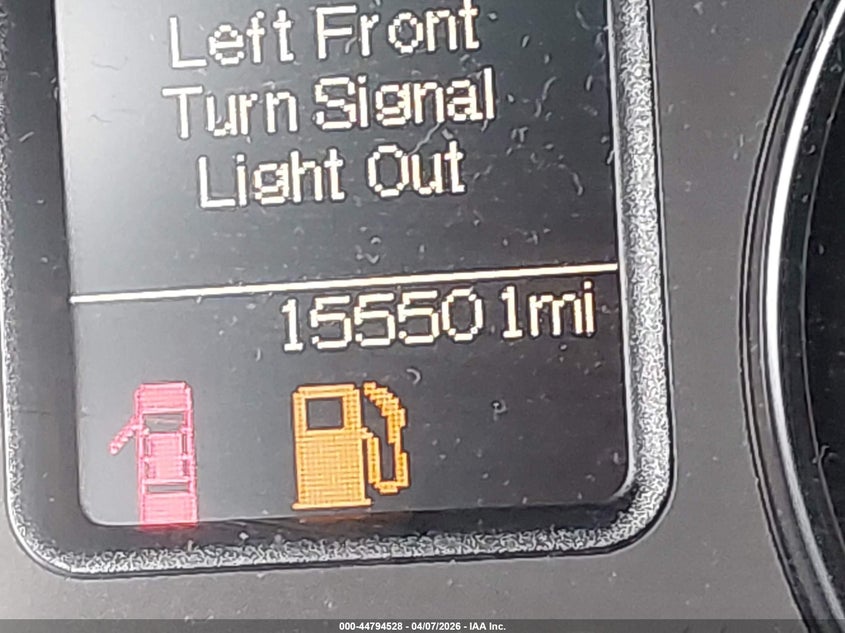 Left Front
Turn Signal
Light Out
155501mi
000-44794528 - 04/07/2026 - IAA Inc.